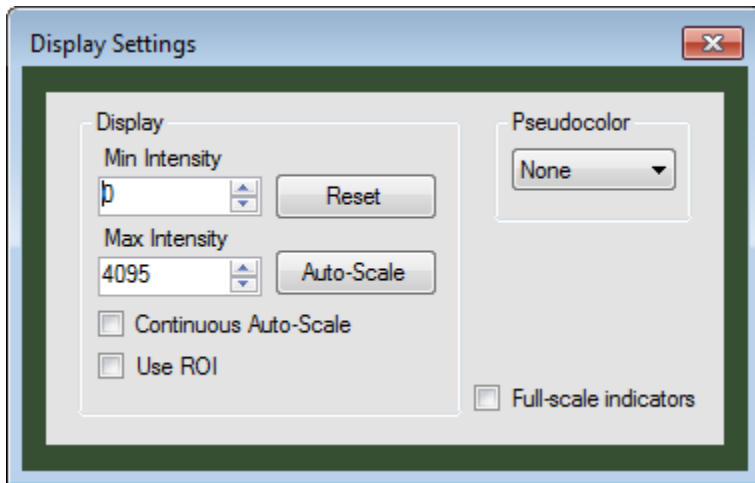 Display Settings
Display
Min Intensity
0
Reset
Max Intensity
4095
Auto-Scale
Continuous Auto-Scale
Use ROI
Pseudocolor
None
Full-scale indicators